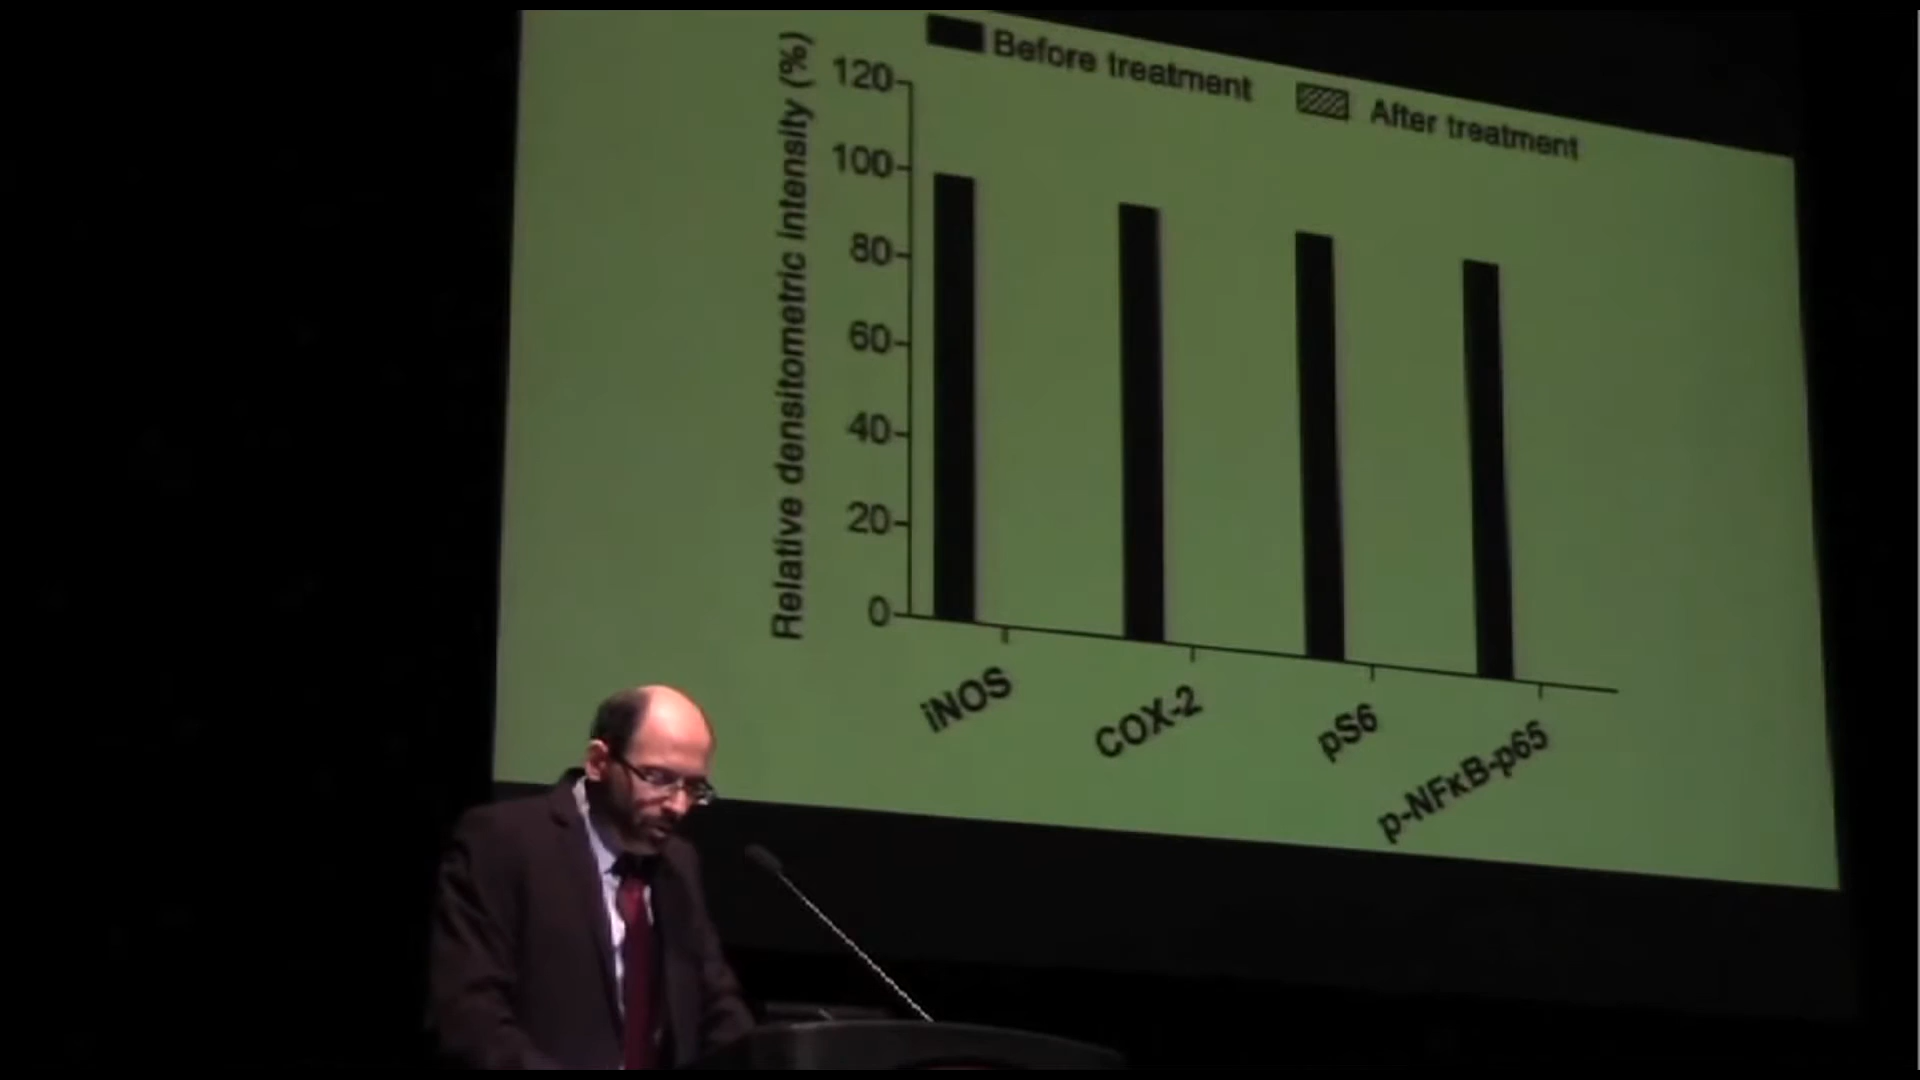 Before treatment
After treatment
Relative densitometric intensity (%)
120
100
80
60
40
20
0
iNOS
COX-2
pS6
p-NFκB-p65